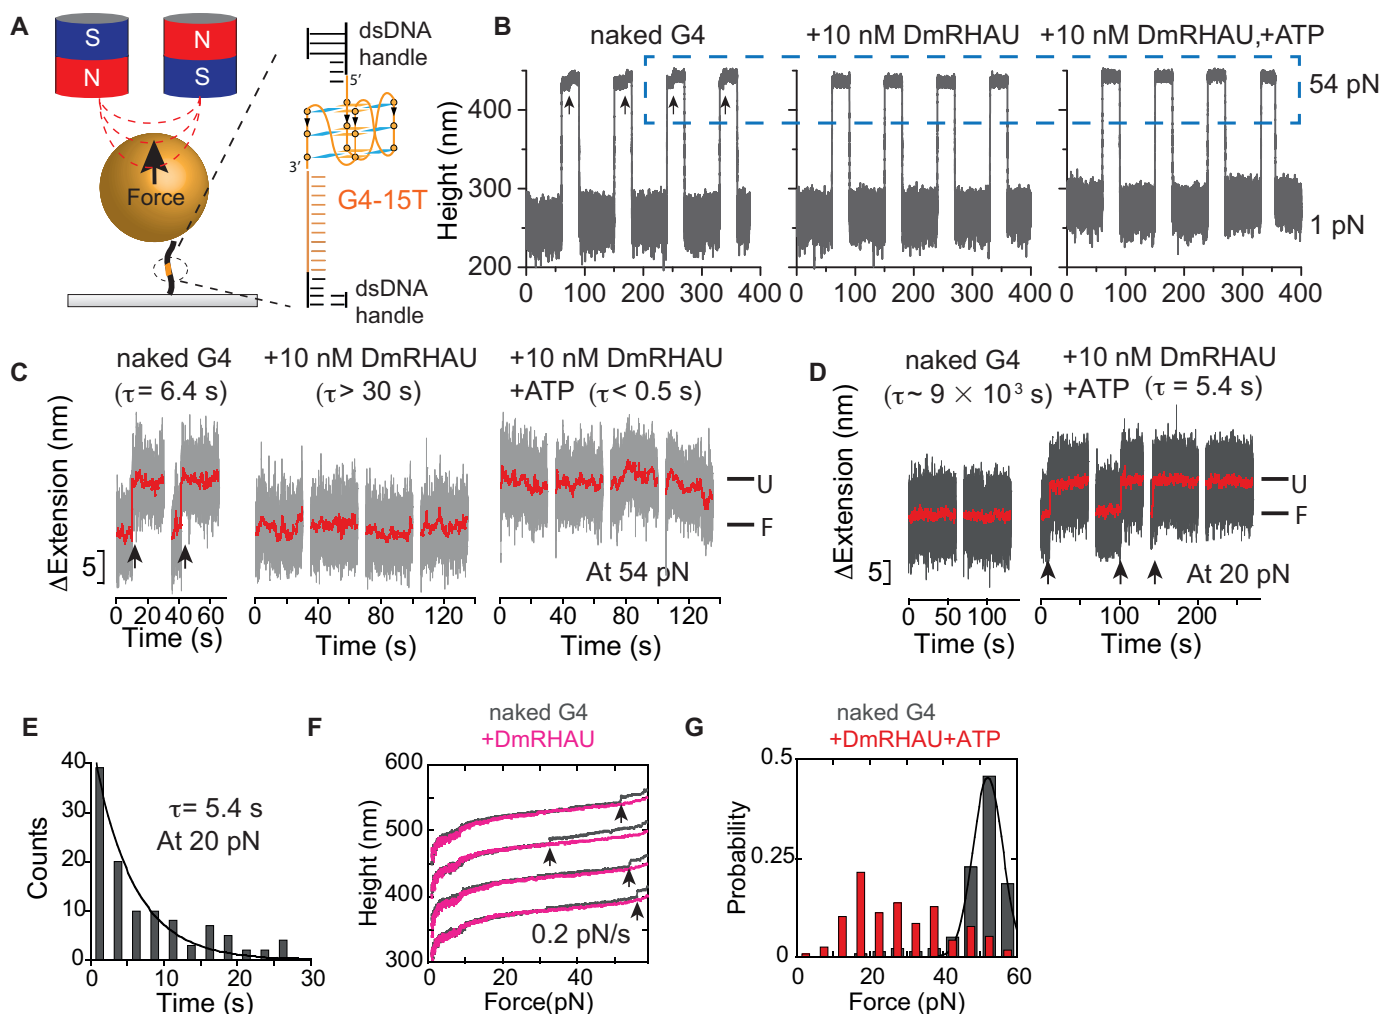 A
S
N
N
S
Force
dsDNA
handle
5'
3'
G4-15T
dsDNA
handle
B
naked G4
+10 nM DmRHAU
+10 nM DmRHAU,+ATP
Height (nm)
400
300
200
54 pN
1 pN
0 100 200 300 400
0 100 200 300 400
0 100 200 300 400
C
naked G4
(τ= 6.4 s)
+10 nM DmRHAU
(τ> 30 s)
+10 nM DmRHAU
+ATP (τ< 0.5 s)
ΔExtension (nm)
5
U
F
At 54 pN
0 20 40 60
0 40 80 120
0 40 80 120
Time (s)
Time (s)
Time (s)
D
naked G4
(τ~ 9 × 10³ s)
+10 nM DmRHAU
+ATP (τ = 5.4 s)
ΔExtension (nm)
5
U
F
At 20 pN
0 50 100
0 100 200
Time (s)
Time (s)
E
Counts
40
30
20
10
0
τ= 5.4 s
At 20 pN
0 10 20 30
Time (s)
F
naked G4
+DmRHAU
Height (nm)
600
500
400
300
0.2 pN/s
0 20 40
Force(pN)
G
naked G4
+DmRHAU+ATP
Probability
0.5
0.25
0
0 20 40 60
Force (pN)